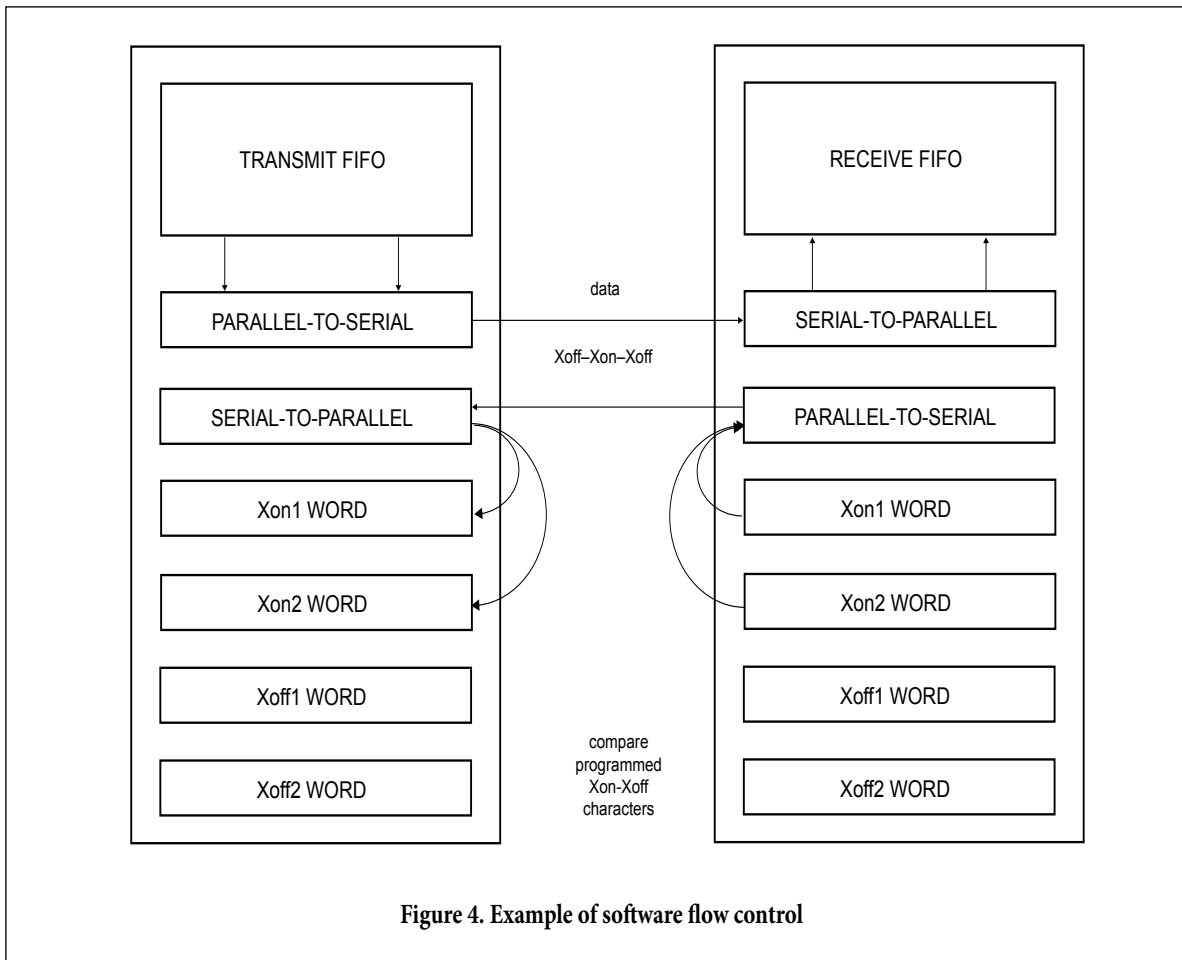 TRANSMIT FIFO
PARALLEL-TO-SERIAL
SERIAL-TO-PARALLEL
Xon1 WORD
Xon2 WORD
Xoff1 WORD
Xoff2 WORD
data
Xoff–Xon–Xoff
compare
programmed
Xon-Xoff
characters
RECEIVE FIFO
SERIAL-TO-PARALLEL
PARALLEL-TO-SERIAL
Xon1 WORD
Xon2 WORD
Xoff1 WORD
Xoff2 WORD
Figure 4. Example of software flow control